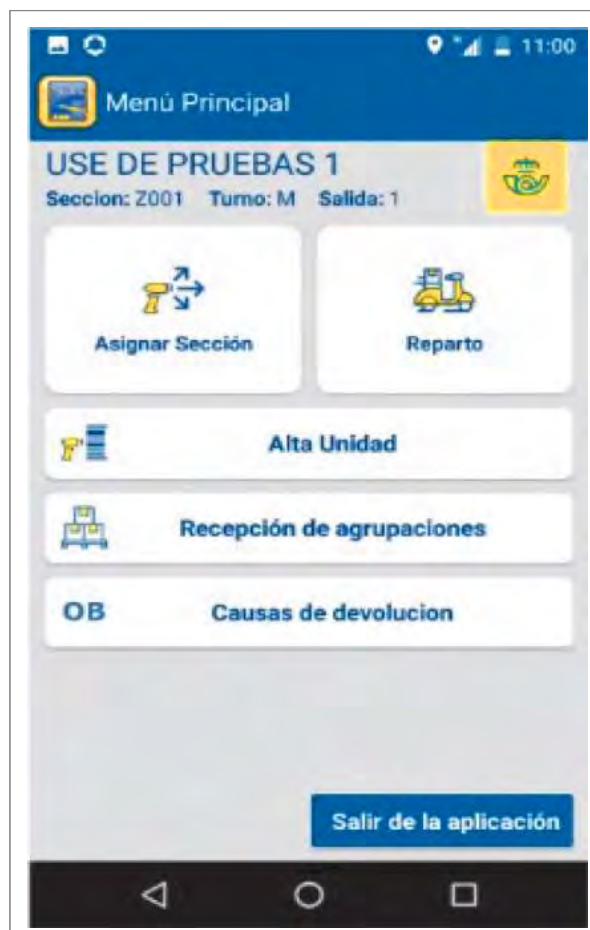 11:00
Menú Principal
USE DE PRUEBAS 1
Seccion: Z001 Turno: M Salida: 1
Asignar Sección
Reparto
Alta Unidad
Recepción de agrupaciones
OB Causas de devolucion
Salir de la aplicación